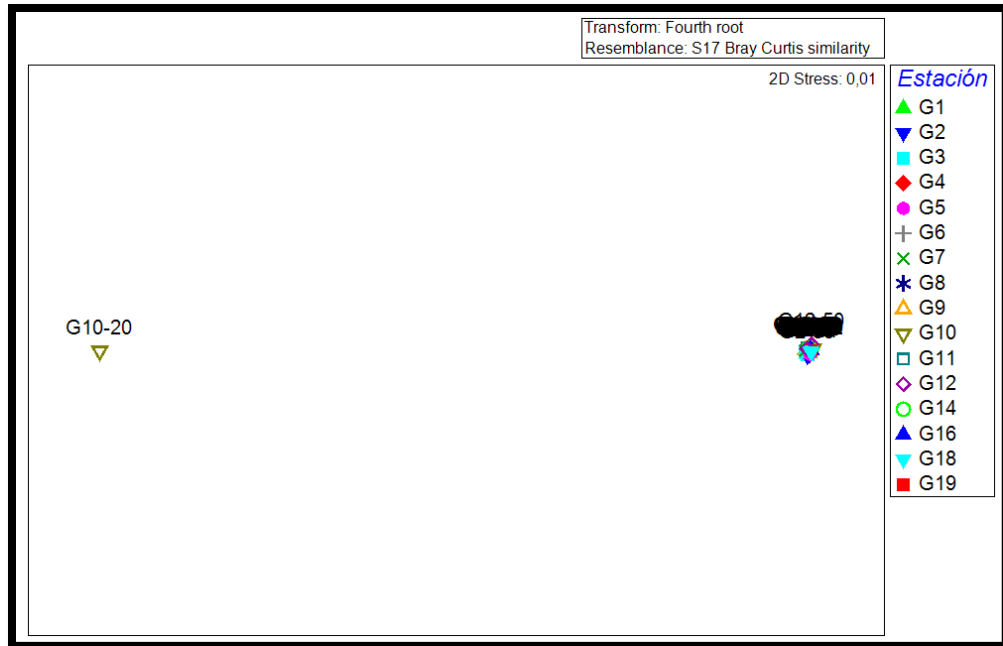 Transform: Fourth root
Resemblance: S17 Bray Curtis similarity
2D Stress: 0,01
Estación
G1
G2
G3
G4
G5
G6
G7
G8
G9
G10
G11
G12
G14
G16
G18
G19
G10-20